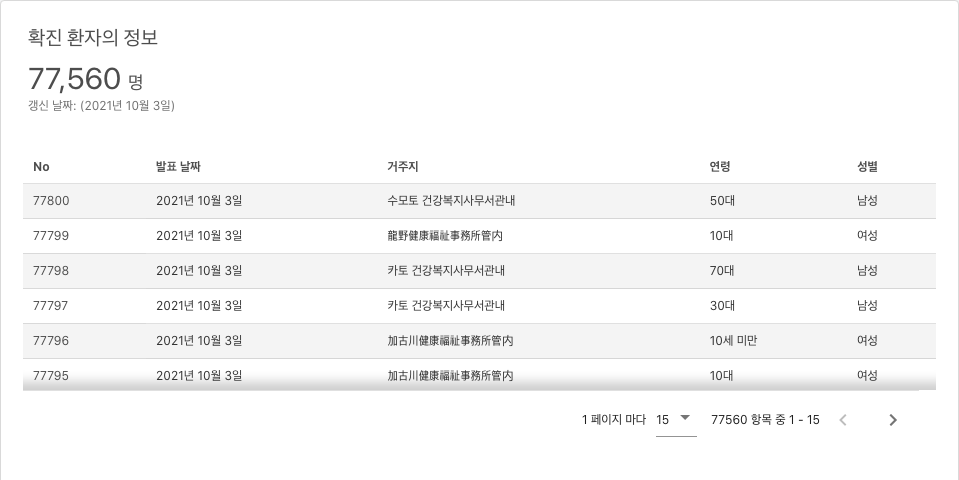 확진 환자의 정보
77,560 명
갱신 날짜: (2021년 10월 3일)
No 발표 날짜 거주지 연령 성별
77800 2021년 10월 3일 수모토 건강복지사무서관내 50대 남성
77799 2021년 10월 3일 龍野健康福祉事務所管内 10대 여성
77798 2021년 10월 3일 카토 건강복지사무서관내 70대 남성
77797 2021년 10월 3일 카토 건강복지사무서관내 30대 남성
77796 2021년 10월 3일 加古川健康福祉事務所管内 10세 미만 여성
77795 2021년 10월 3일 加古川健康福祉事務所管内 10대 여성
1 페이지 마다 15 77560 항목 중 1 - 15